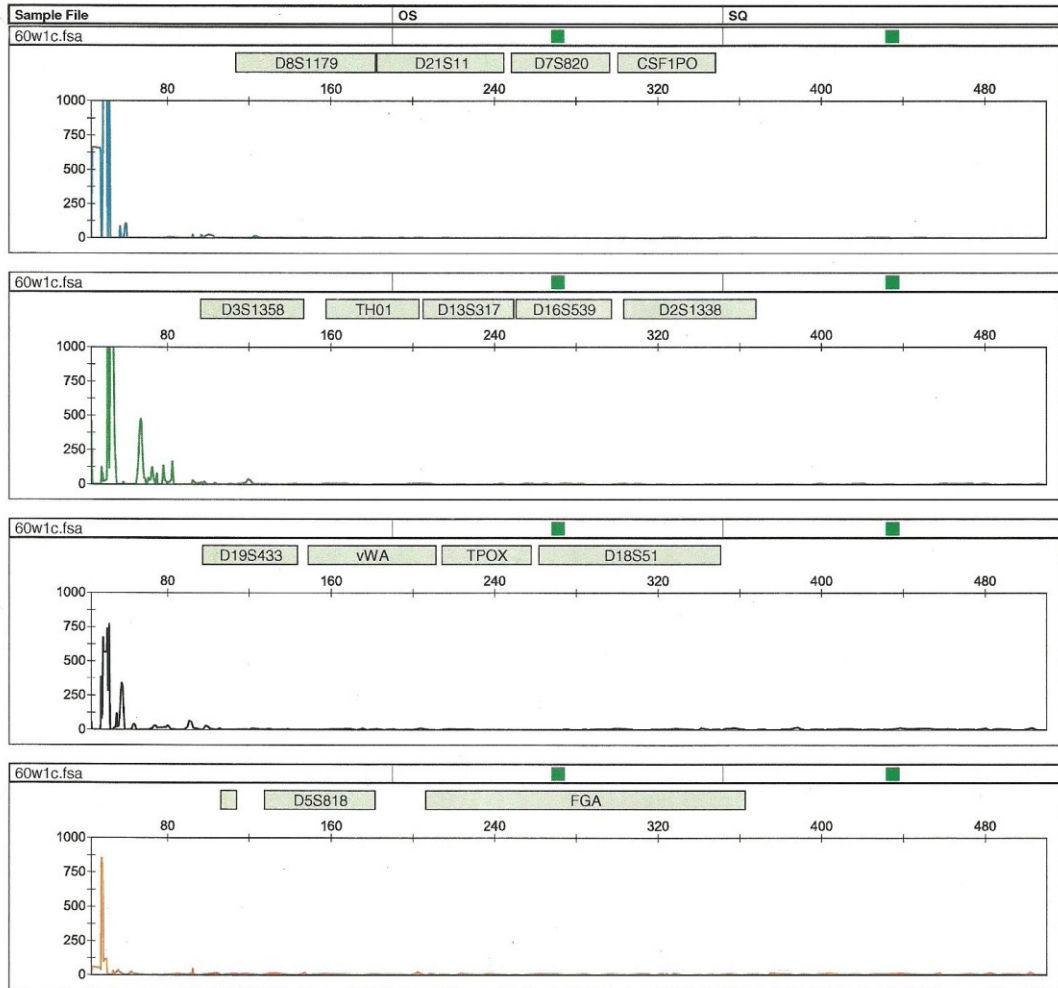 Sample File OS SQ
60w1c.fsa
D8S1179 D21S11 D7S820 CSF1PO
80 160 240 320 400 480
1000
750
500
250
0
60w1c.fsa
D3S1358 TH01 D13S317 D16S539 D2S1338
80 160 240 320 400 480
1000
750
500
250
0
60w1c.fsa
D19S433 vWA TPOX D18S51
80 160 240 320 400 480
1000
750
500
250
0
60w1c.fsa
D5S818 FGA
80 160 240 320 400 480
1000
750
500
250
0